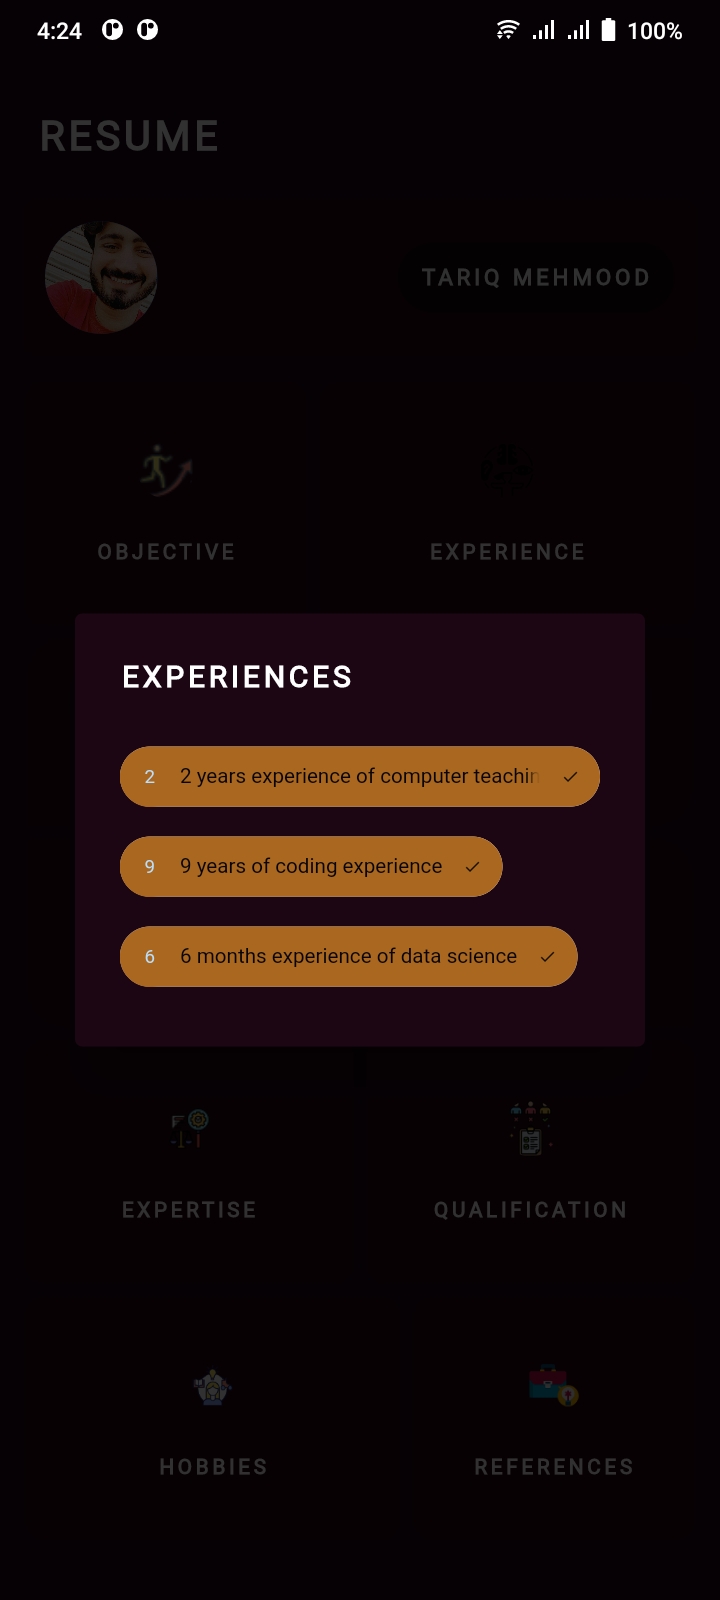 4:24 100%
RESUME
TARIQ MEHMOOD
OBJECTIVE EXPERIENCE
EXPERIENCES
2 2 years experience of computer teachin
9 9 years of coding experience
6 6 months experience of data science
EXPERTISE QUALIFICATION
HOBBIES REFERENCES